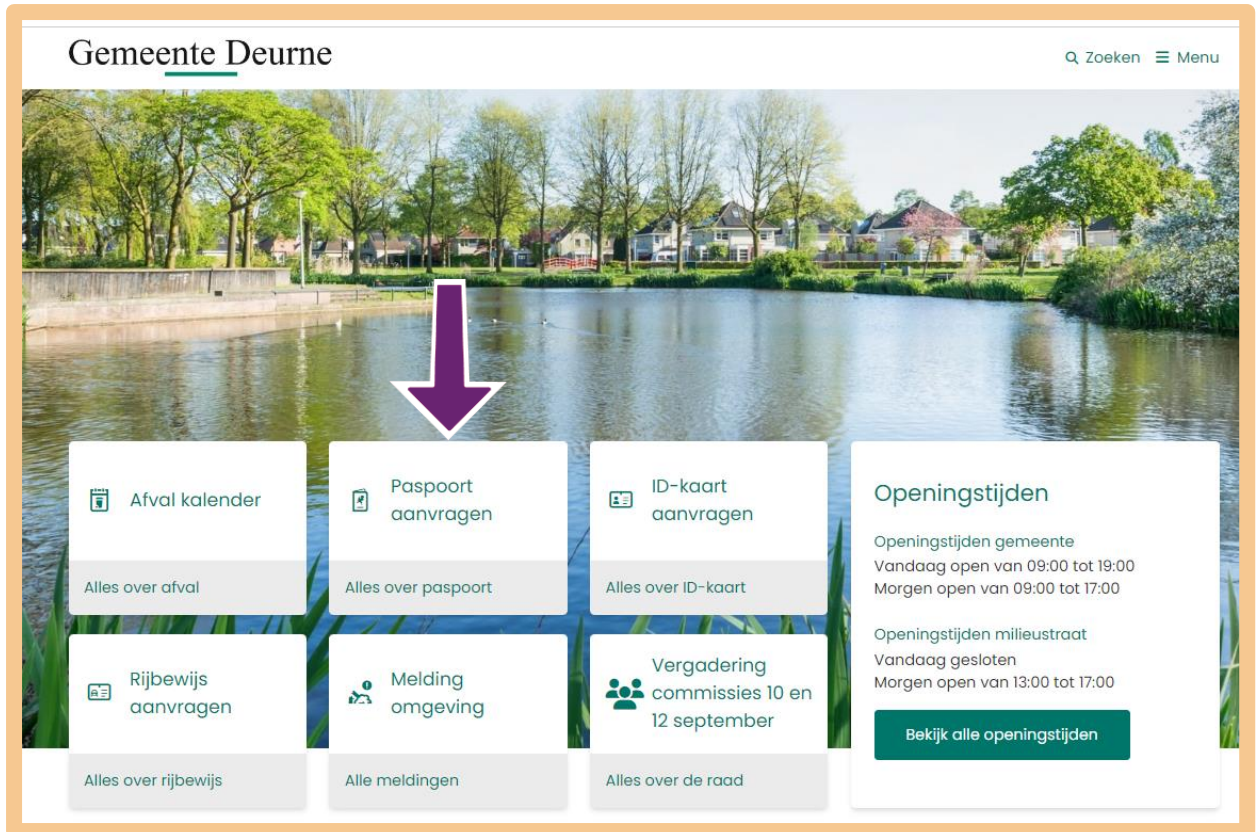 Gemeente Deurne
Zoeken
Menu
Afval kalender
Alles over afval
Paspoort
aanvragen
Alles over paspoort
ID-kaart
aanvragen
Alles over ID-kaart
Rijbewijs
aanvragen
Alles over rijbewijs
Melding
omgeving
Alle meldingen
Vergadering
commissies 10 en
12 september
Alles over de raad
Openingstijden
Openingstijden gemeente
Vandaag open van 09:00 tot 19:00
Morgen open van 09:00 tot 17:00
Openingstijden milieustraat
Vandaag gesloten
Morgen open van 13:00 tot 17:00
Bekijk alle openingstijden